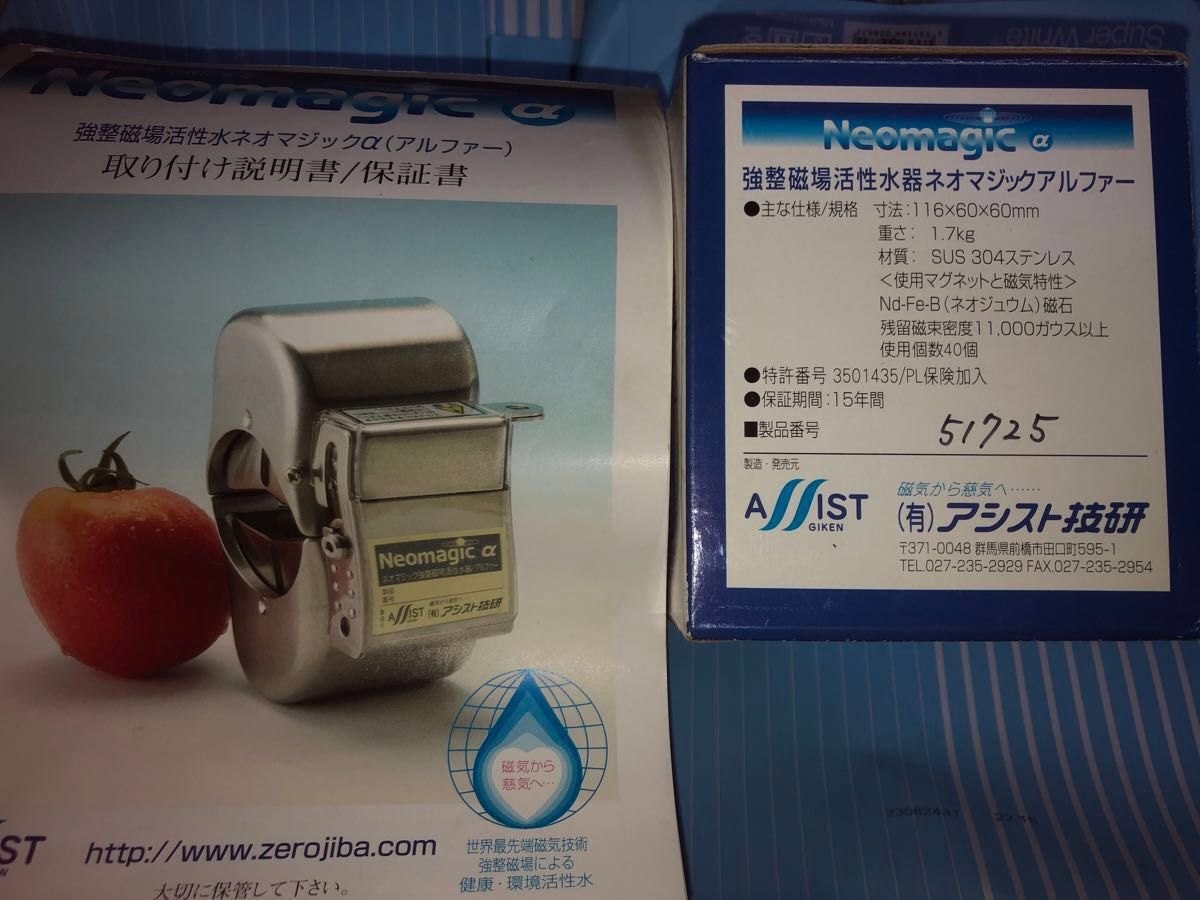 Neomagic α
強整磁場活性水ネオマジックα(アルファー)
取り付け説明書/保証書
Neomagic α
ネオマジック強整磁場活性水器/アルファー
製品番号
ASSIST GIKEN
磁気から慈気へ
(有)アシスト技研
磁気から
慈気へ…
世界最先端磁気技術
強整磁場による
健康・環境活性水
SIST
http://www.zerojiba.com
大切に保管して下さい。
Super White
Neomagic α
強整磁場活性水器ネオマジックアルファー
●主な仕様/規格 寸法:116×60×60mm
重さ: 1.7kg
材質: SUS 304ステンレス
<使用マグネットと磁気特性>
Nd-Fe-B(ネオジュウム)磁石
残留磁束密度11,000ガウス以上
使用個数40個
●特許番号 3501435/PL保険加入
●保証期間:15年間
■製品番号 51725
製造・発売元
ASSIST GIKEN
磁気から慈気へ……
(有)アシスト技研
〒371-0048 群馬県前橋市田口町595-1
TEL.027-235-2929 FAX.027-235-2954